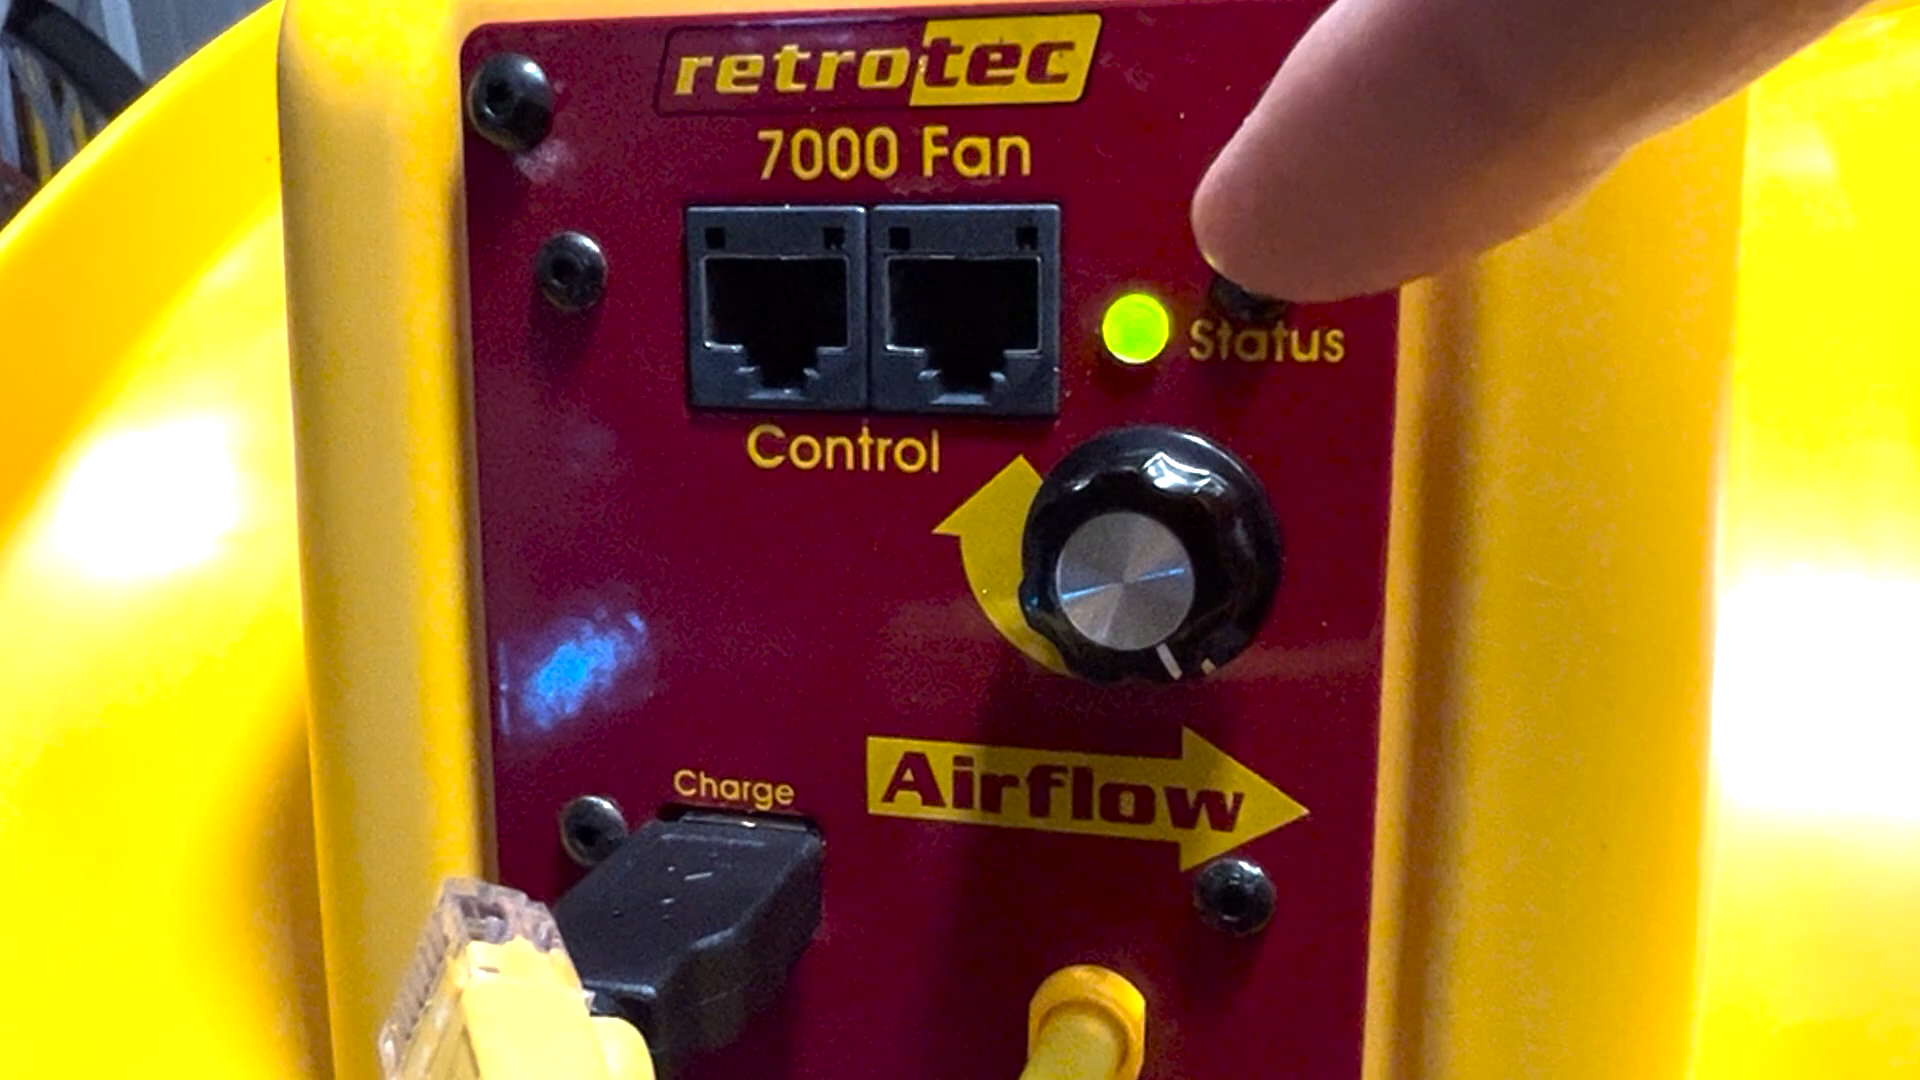 retrotec
7000 Fan
Status
Control
Charge
Airflow